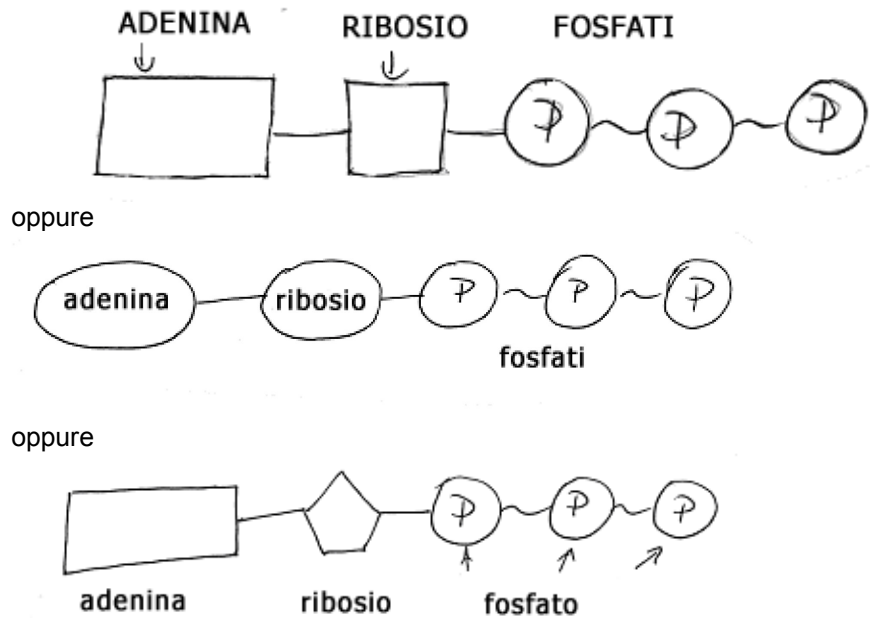 ADENINA RIBOSIO FOSFATI
P P P
oppure
adenina ribosio P P P
fosfati
oppure
P P P
adenina ribosio fosfato